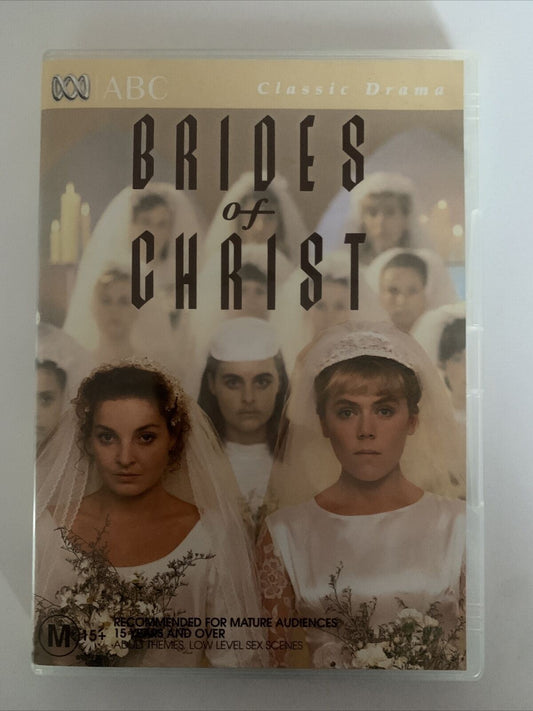 ABC
Classic Drama
BRIDES
of
CHRIST
M 15+
RECOMMENDED FOR MATURE AUDIENCES
15 YEARS AND OVER
ADULT THEMES, LOW LEVEL SEX SCENES